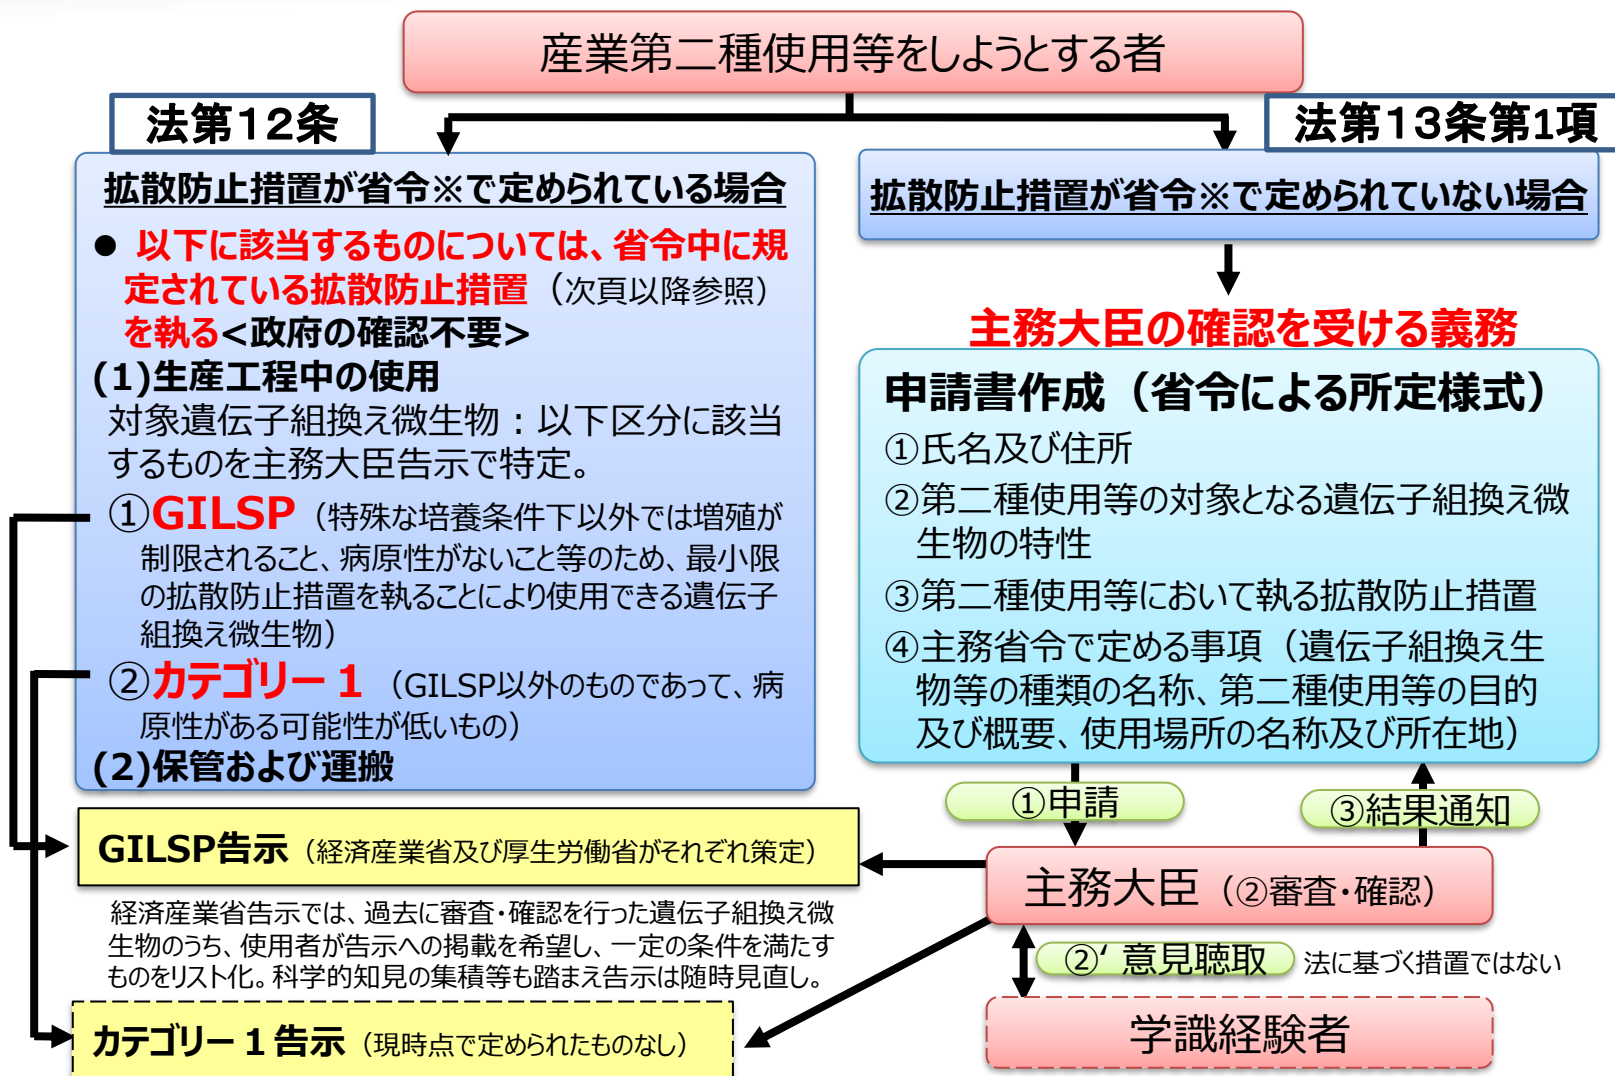 産業第二種使用等をしようとする者
法第12条
法第13条第1項
拡散防止措置が省令※で定められている場合
● 以下に該当するものについては、省令中に規
定されている拡散防止措置（次頁以降参照）
を執る<政府の確認不要>
(1)生産工程中の使用
対象遺伝子組換え微生物：以下区分に該当
するものを主務大臣告示で特定。
①GILSP（特殊な培養条件下以外では増殖が
制限されること、病原性がないこと等のため、最小限
の拡散防止措置を執ることにより使用できる遺伝子
組換え微生物）
②カテゴリー１（GILSP以外のものであって、病
原性がある可能性が低いもの）
(2)保管および運搬
拡散防止措置が省令※で定められていない場合
主務大臣の確認を受ける義務
申請書作成（省令による所定様式）
①氏名及び住所
②第二種使用等の対象となる遺伝子組換え微
生物の特性
③第二種使用等において執る拡散防止措置
④主務省令で定める事項（遺伝子組換え生
物等の種類の名称、第二種使用等の目的
及び概要、使用場所の名称及び所在地）
①申請
③結果通知
GILSP告示（経済産業省及び厚生労働省がそれぞれ策定）
経済産業省告示では、過去に審査・確認を行った遺伝子組換え微
生物のうち、使用者が告示への掲載を希望し、一定の条件を満たす
ものをリスト化。科学的知見の集積等も踏まえ告示は随時見直し。
カテゴリー１告示（現時点で定められたものなし）
主務大臣（②審査・確認）
②‘ 意見聴取 法に基づく措置ではない
学識経験者